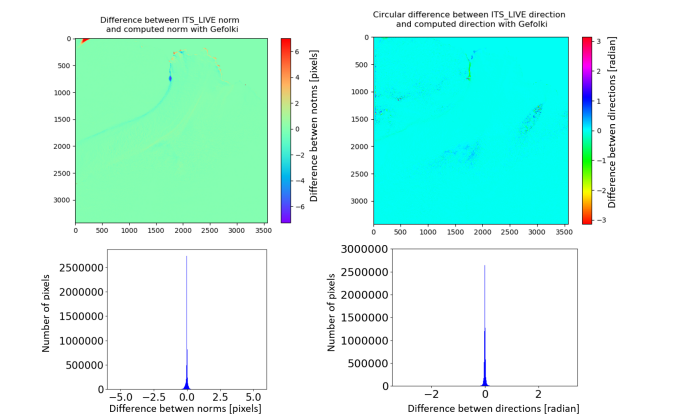 Difference between ITS_LIVE norm
and computed norm with Gefolki
0
500
1000
1500
2000
2500
3000
0 500 1000 1500 2000 2500 3000 3500
6
4
2
0
−2
−4
−6
Difference betwen notms [pixels]
Circular difference between ITS_LIVE direction
and computed direction with Gefolki
0
500
1000
1500
2000
2500
3000
0 500 1000 1500 2000 2500 3000 3500
3
2
1
0
−1
−2
−3
Difference betwen directions [radian]
2500000
2000000
1500000
1000000
500000
0
Number of pixels
−5.0 −2.5 0.0 2.5 5.0
Difference betwen norms [pixels]
3000000
2500000
2000000
1500000
1000000
500000
0
Number of pixels
−2 0 2
Difference betwen directions [radian]